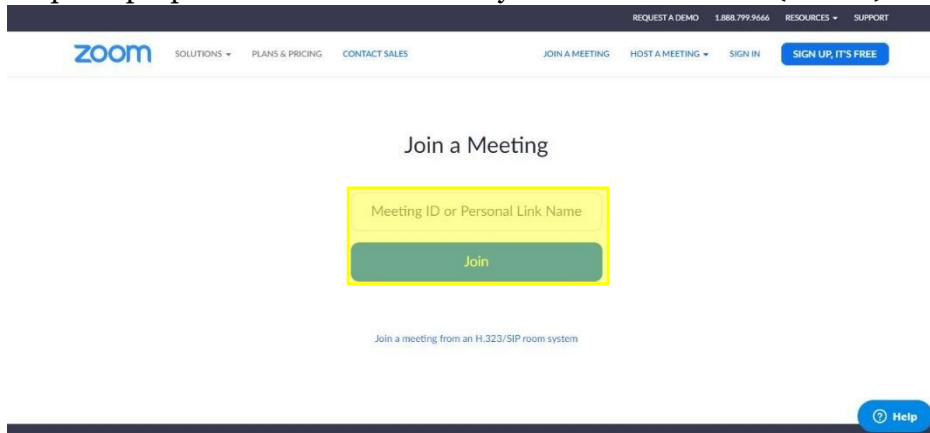 REQUEST A DEMO 1.888.799.9666 RESOURCES SUPPORT
zoom SOLUTIONS PLANS & PRICING CONTACT SALES JOIN A MEETING HOST A MEETING SIGN IN SIGN UP, IT'S FREE
Join a Meeting
Meeting ID or Personal Link Name
Join
Join a meeting from an H.323/SIP room system
Help